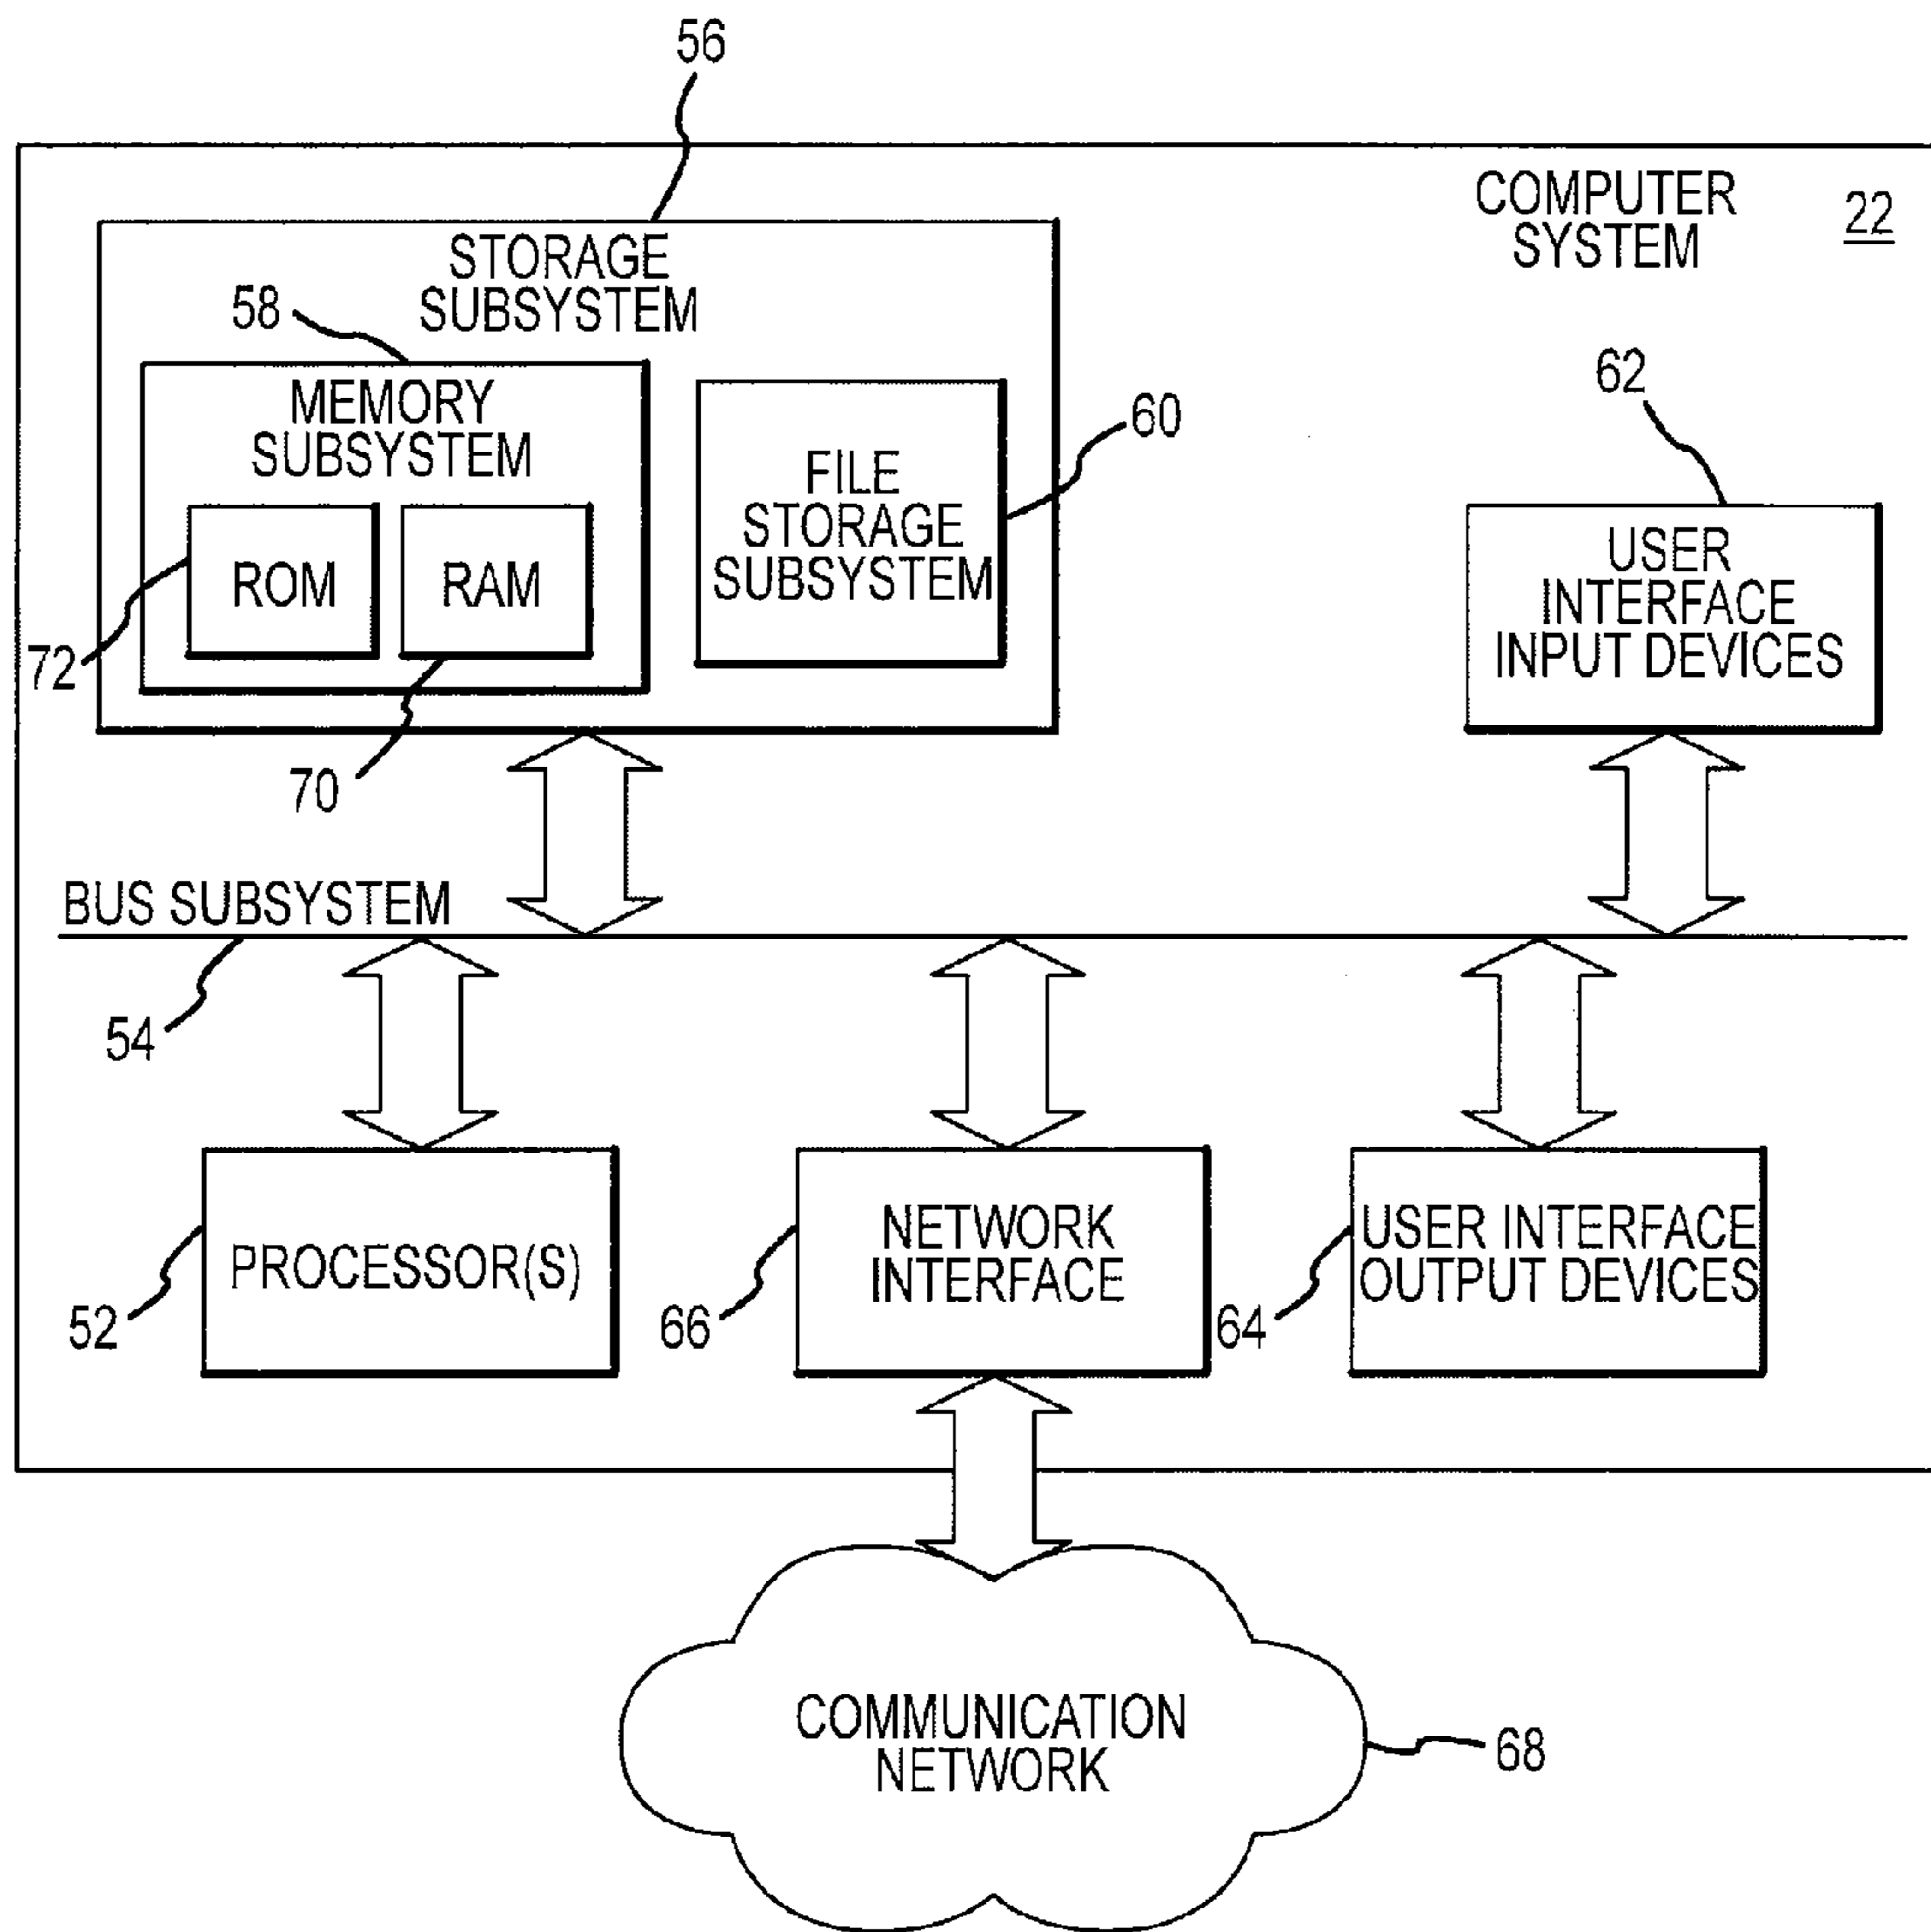 56
COMPUTER
SYSTEM
22
STORAGE
SUBSYSTEM
58
MEMORY
SUBSYSTEM
62
60
FILE
STORAGE
SUBSYSTEM
ROM
RAM
USER
INTERFACE
INPUT DEVICES
72
70
BUS SUBSYSTEM
54
PROCESSOR(S)
NETWORK
INTERFACE
USER INTERFACE
OUTPUT DEVICES
52
66
64
COMMUNICATION
NETWORK
68